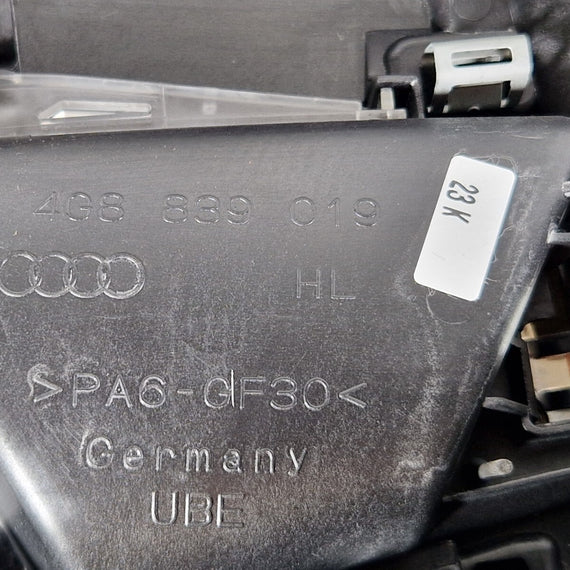 4G8 839 019
23 K
HL
>PA6-GF30<
Germany
UBE